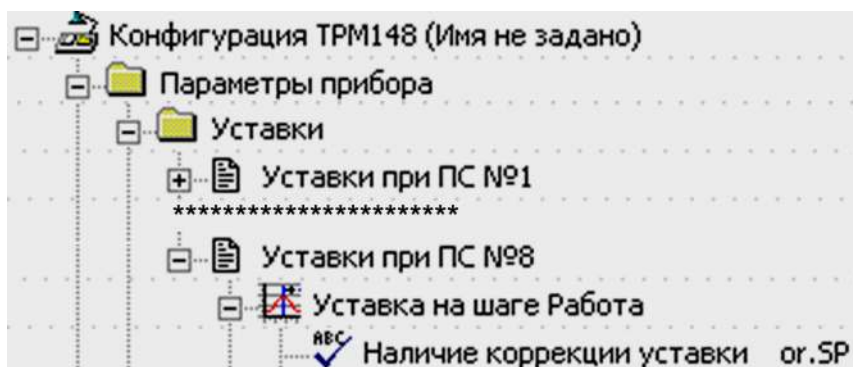 Конфигурация ТРМ148 (Имя не задано)
Параметры прибора
Уставки
Уставки при ПС №1
***********************
Уставки при ПС №8
Уставка на шаге Работа
ABC Наличие коррекции уставки or.SP